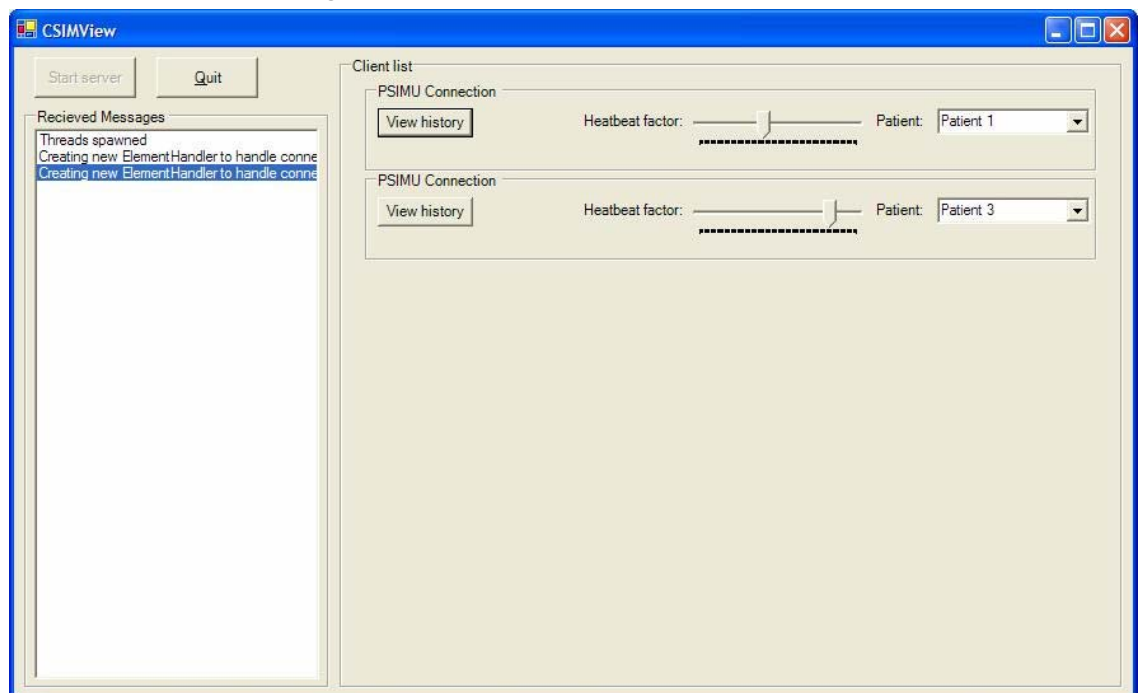 CSIMView
Start server
Quit
Recieved Messages
Threads spawned
Creating new ElementHandler to handle conne
Creating new ElementHandler to handle conne
Client list
PSIMU Connection
View history
Heatbeat factor:
Patient:
Patient 1
PSIMU Connection
View history
Heatbeat factor:
Patient:
Patient 3